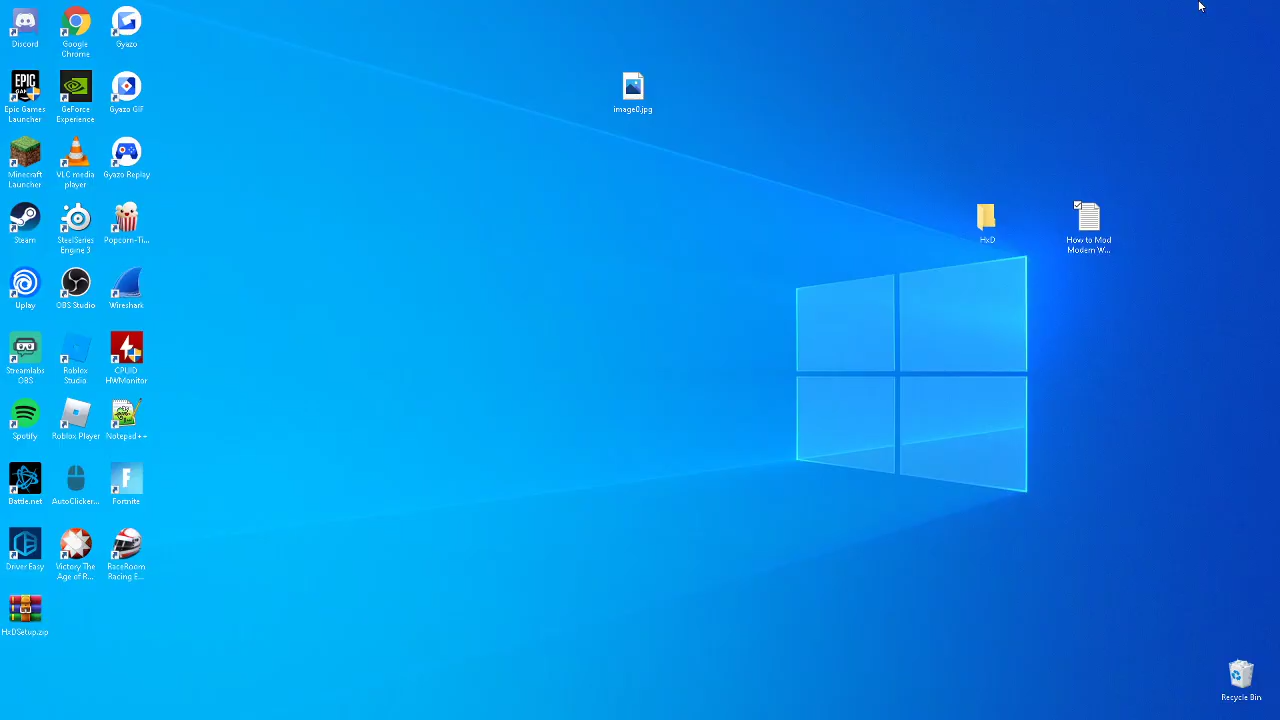 Discord
Google
Chrome
Gyazo
Epic Games
Launcher
GeForce
Experience
Gyazo GIF
Minecraft
Launcher
VLC media
player
Gyazo Replay
Steam
SteelSeries
Engine 3
Popcorn-Ti...
Uplay
OBS Studio
Wireshark
Streamlabs
OBS
Roblox
Studio
CPUID
HWMonitor
Spotify
Roblox Player
Notepad++
Battle.net
AutoClicker...
Fortnite
Driver Easy
Victory The
Age of R...
RaceRoom
Racing E...
HxDSetup.zip
image0.jpg
HxD
How to Mod
Modern W...
Recycle Bin